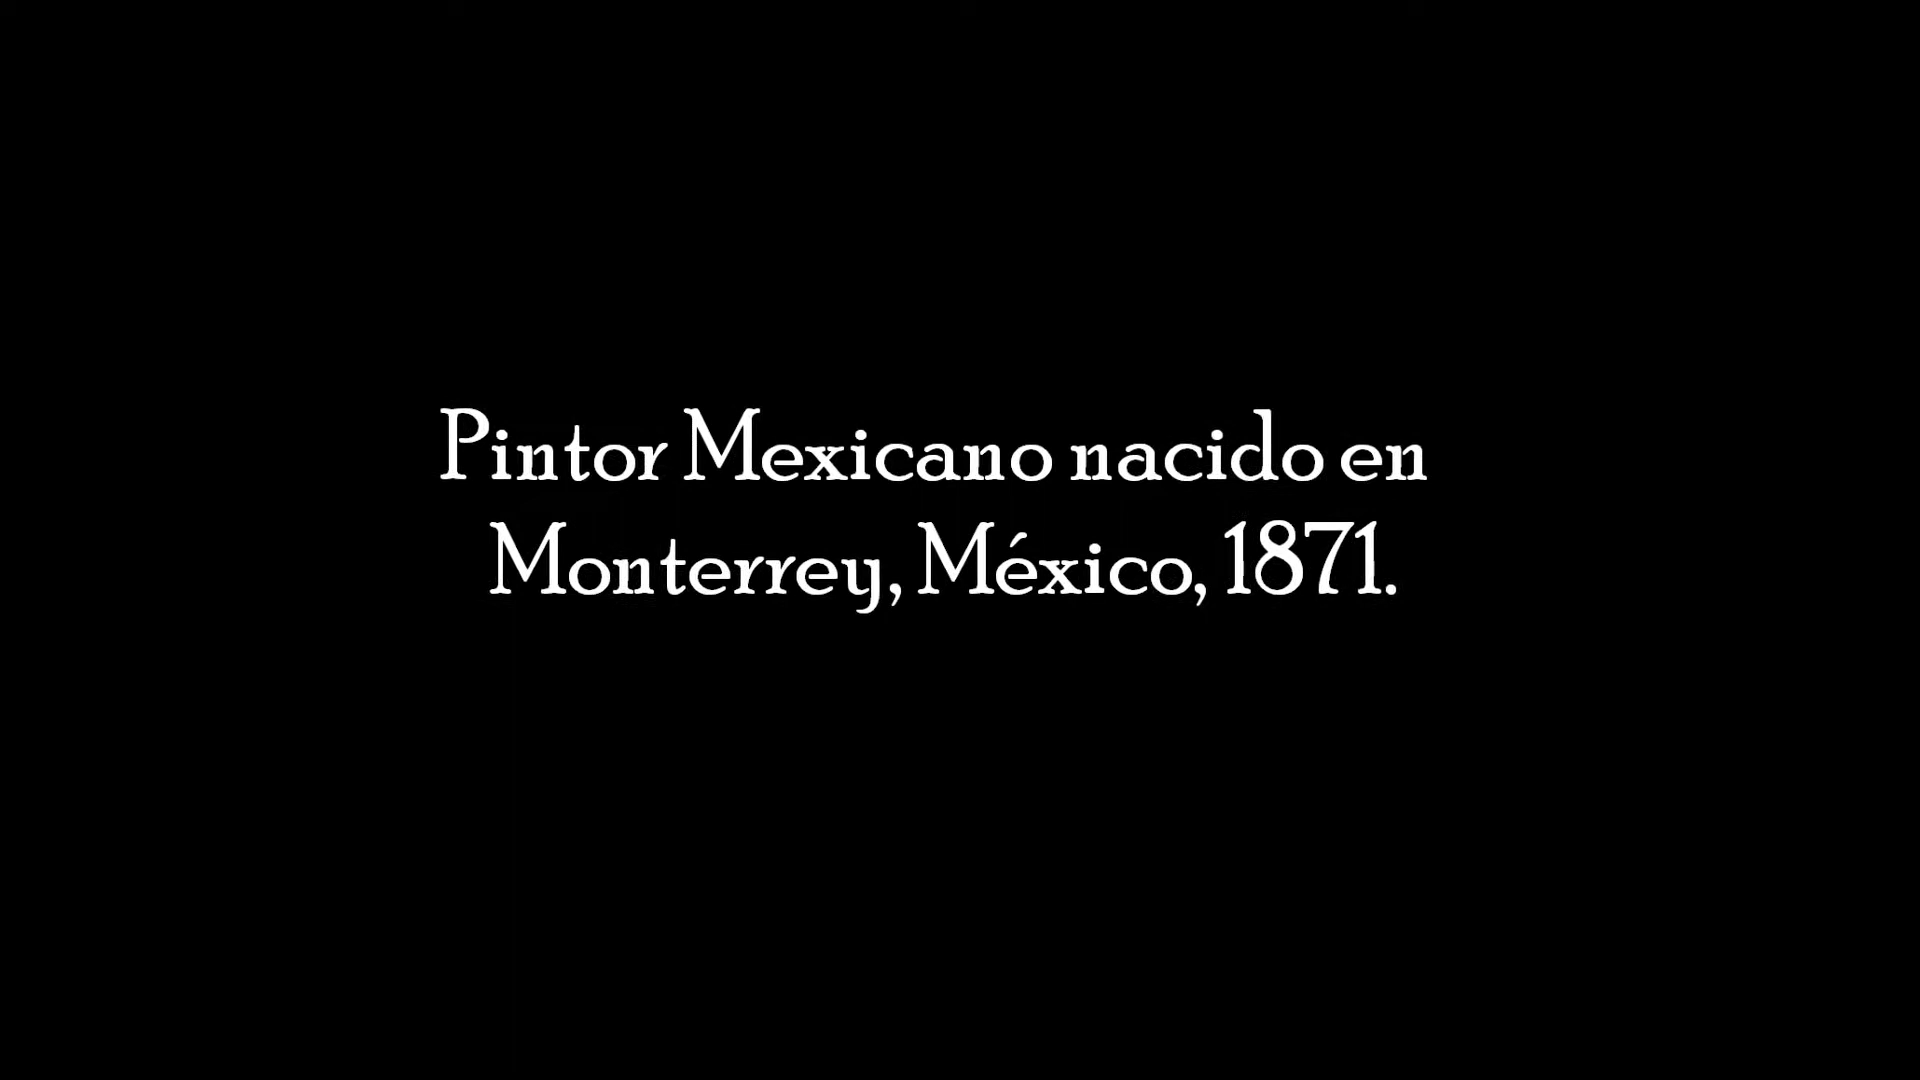 Pintor Mexicano nacido en
Monterrey, México, 1871.